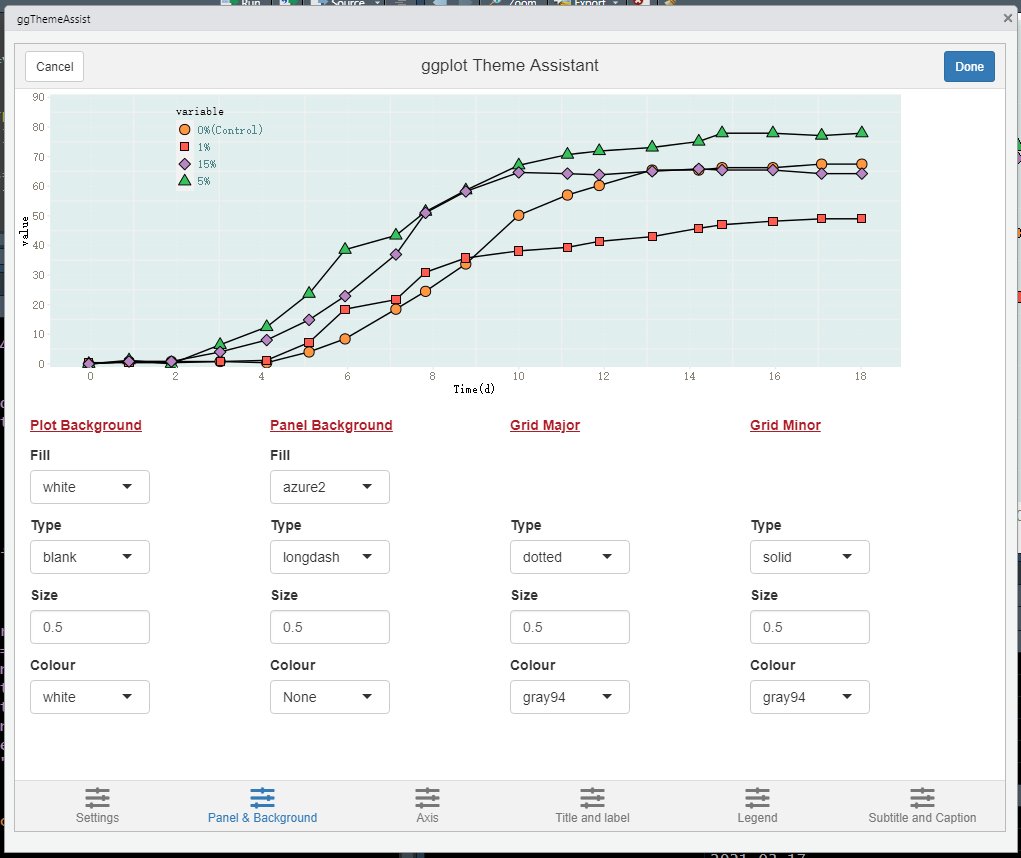 Run Source Zoom Export
ggThemeAssist ×
Cancel ggplot Theme Assistant Done
variable
0%(Control)
1%
15%
5%
90
80
70
60
50
40
30
20
10
0
value
0 2 4 6 8 10 12 14 16 18
Time(d)
Plot Background Panel Background Grid Major Grid Minor
Fill Fill
white azure2
Type Type Type Type
blank longdash dotted solid
Size Size Size Size
0.5 0.5 0.5 0.5
Colour Colour Colour Colour
white None gray94 gray94
Settings Panel & Background Axis Title and label Legend Subtitle and Caption